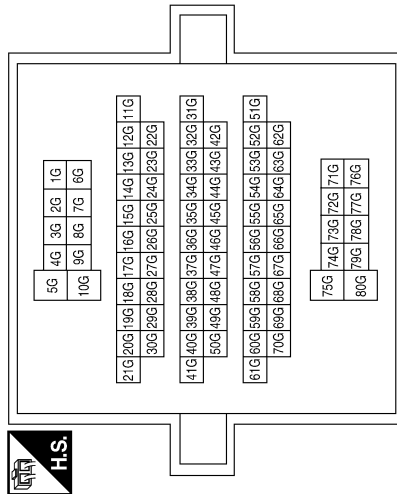 H.S.
5G 4G 3G 2G 1G
10G 9G 8G 7G 6G
21G 20G 19G 18G 17G 16G 15G 14G 13G 12G 11G
30G 29G 28G 27G 26G 25G 24G 23G 22G
41G 40G 39G 38G 37G 36G 35G 34G 33G 32G 31G
50G 49G 48G 47G 46G 45G 44G 43G 42G
61G 60G 59G 58G 57G 56G 55G 54G 53G 52G 51G
70G 69G 68G 67G 66G 65G 64G 63G 62G
75G 74G 73G 72G 71G
80G 79G 78G 77G 76G